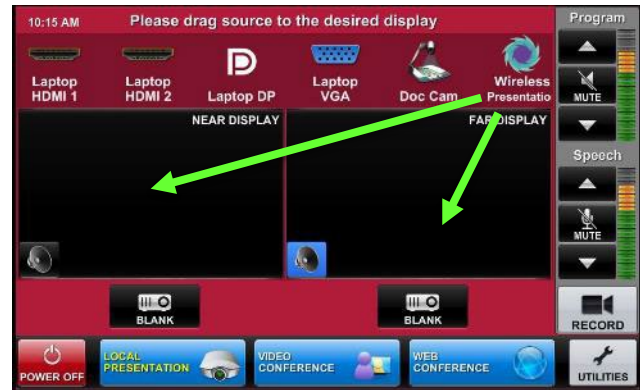 10:15 AM
Please drag source to the desired display
Program
Laptop
HDMI 1
Laptop
HDMI 2
Laptop DP
Laptop
VGA
Doc Cam
Wireless
Presentatio
MUTE
NEAR DISPLAY
FAR DISPLAY
Speech
MUTE
BLANK
BLANK
RECORD
POWER OFF
LOCAL
PRESENTATION
VIDEO
CONFERENCE
WEB
CONFERENCE
UTILITIES